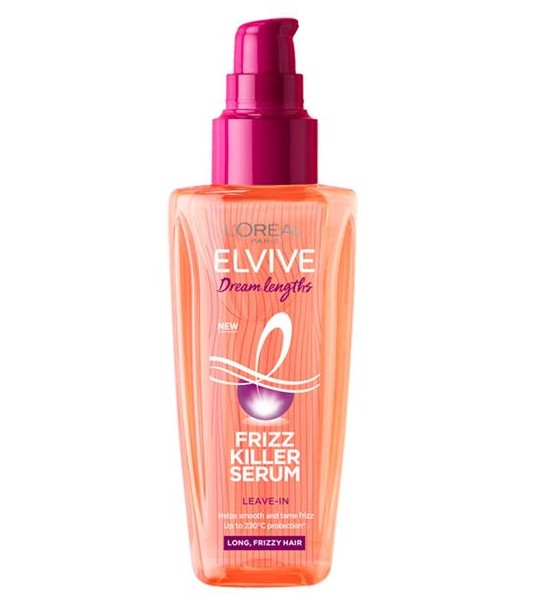 L'ORÉAL
PARIS
ELVIVE
Dream lengths
NEW
FRIZZ
KILLER
SERUM
LEAVE-IN
Helps smooth and tame frizz
Up to 230°C protection*
LONG, FRIZZY HAIR